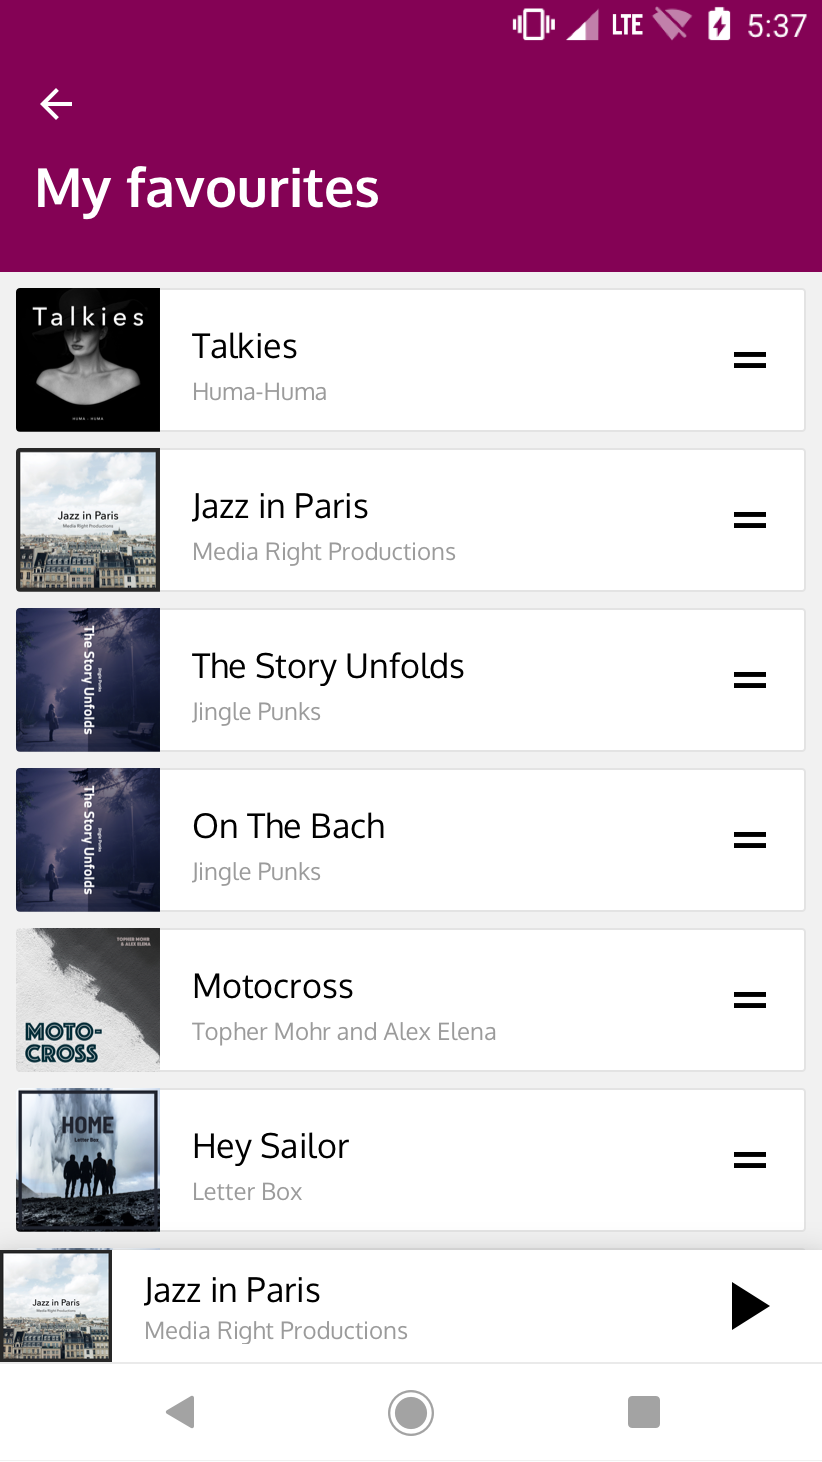 LTE 5:37
My favourites
Talkies
HUMA - HUMA
Talkies
Huma-Huma
Jazz in Paris
Media Right Productions
Jazz in Paris
Media Right Productions
The Story Unfolds
Jingle Punks
The Story Unfolds
Jingle Punks
The Story Unfolds
Jingle Punks
On The Bach
Jingle Punks
TOPHER MOHR
& ALEX ELENA
MOTO-
CROSS
Motocross
Topher Mohr and Alex Elena
HOME
Letter Box
Hey Sailor
Letter Box
Jazz in Paris
Media Right Productions
Jazz in Paris
Media Right Productions